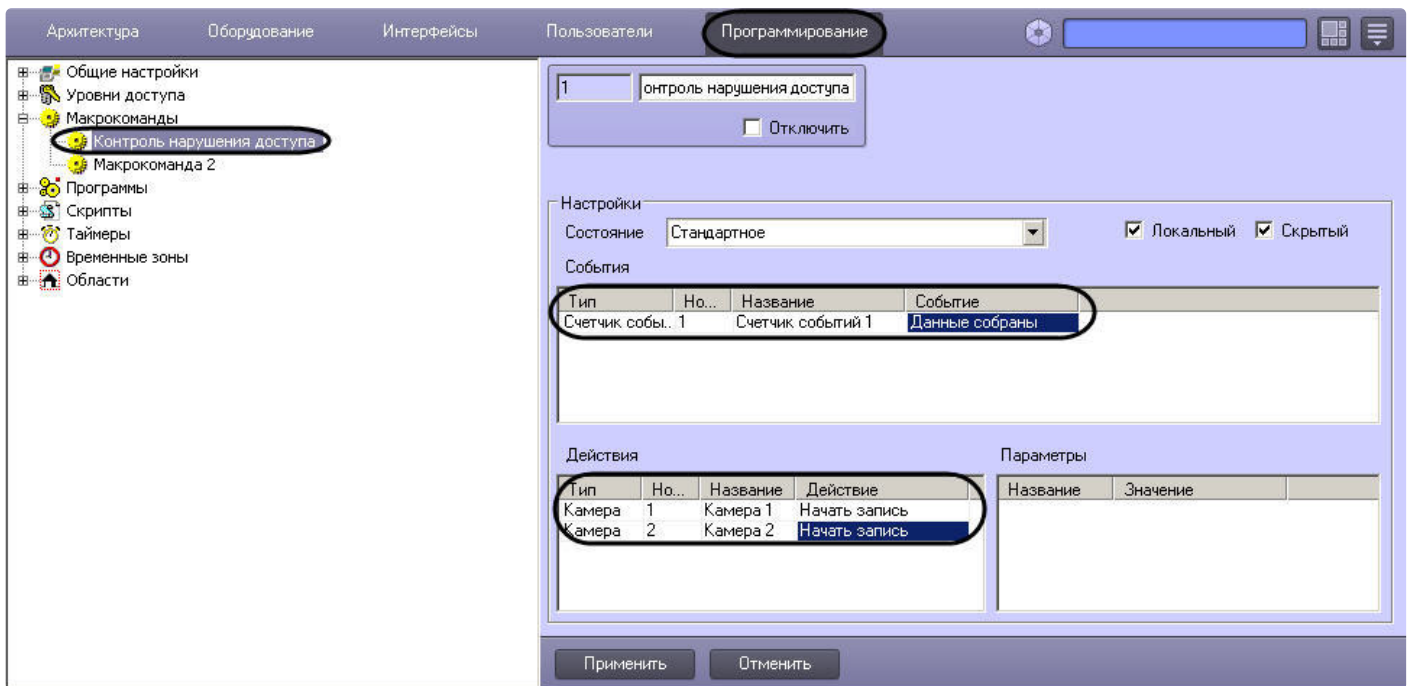 Архитектура Оборудование Интерфейсы Пользователи Программирование
Общие настройки
Уровни доступа
Макрокоманды
Контроль нарушения доступа
Макрокоманда 2
Программы
Скрипты
Таймеры
Временные зоны
Области
1 онтроль нарушения доступа
Отключить
Настройки
Состояние Стандартное Локальный Скрытый
События
Тип Но... Название Событие
Счетчик собы.. 1 Счетчик событий 1 Данные собраны
Действия
Тип Но... Название Действие
Камера 1 Камера 1 Начать запись
Камера 2 Камера 2 Начать запись
Параметры
Название Значение
Применить Отменить